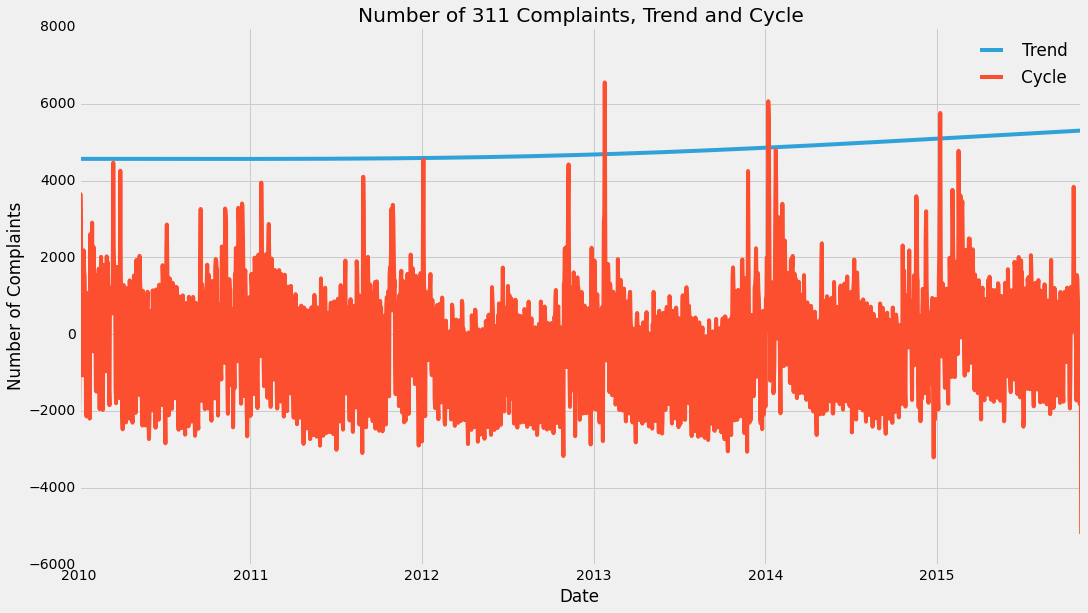 Number of 311 Complaints, Trend and Cycle
8000
6000
4000
2000
0
−2000
−4000
−6000
Number of Complaints
Trend
Cycle
2010 2011 2012 2013 2014 2015
Date